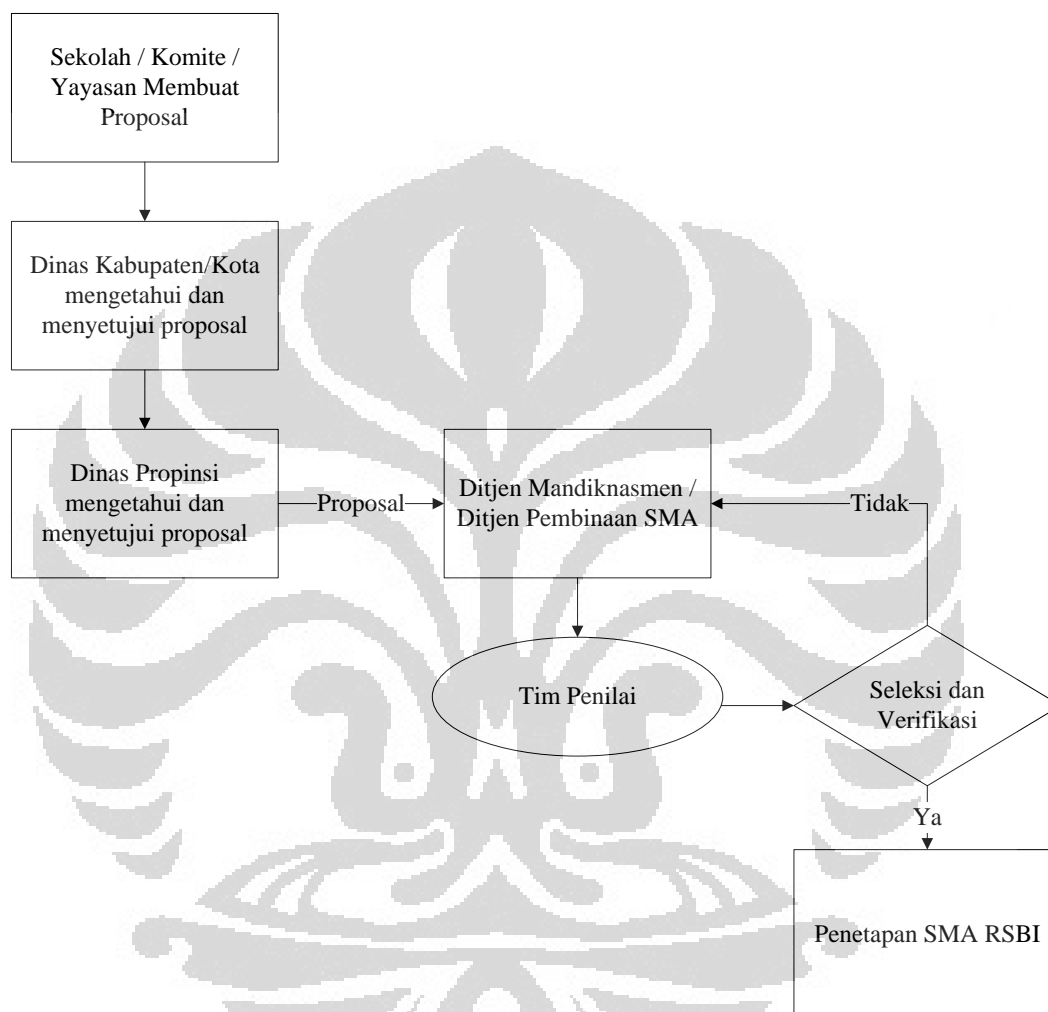 Sekolah / Komite /
Yayasan Membuat
Proposal
Dinas Kabupaten/Kota
mengetahui dan
menyetujui proposal
Dinas Propinsi
mengetahui dan
menyetujui proposal
Proposal
Ditjen Mandiknasmen /
Ditjen Pembinaan SMA
Tidak
Tim Penilai
Seleksi dan
Verifikasi
Ya
Penetapan SMA RSBI